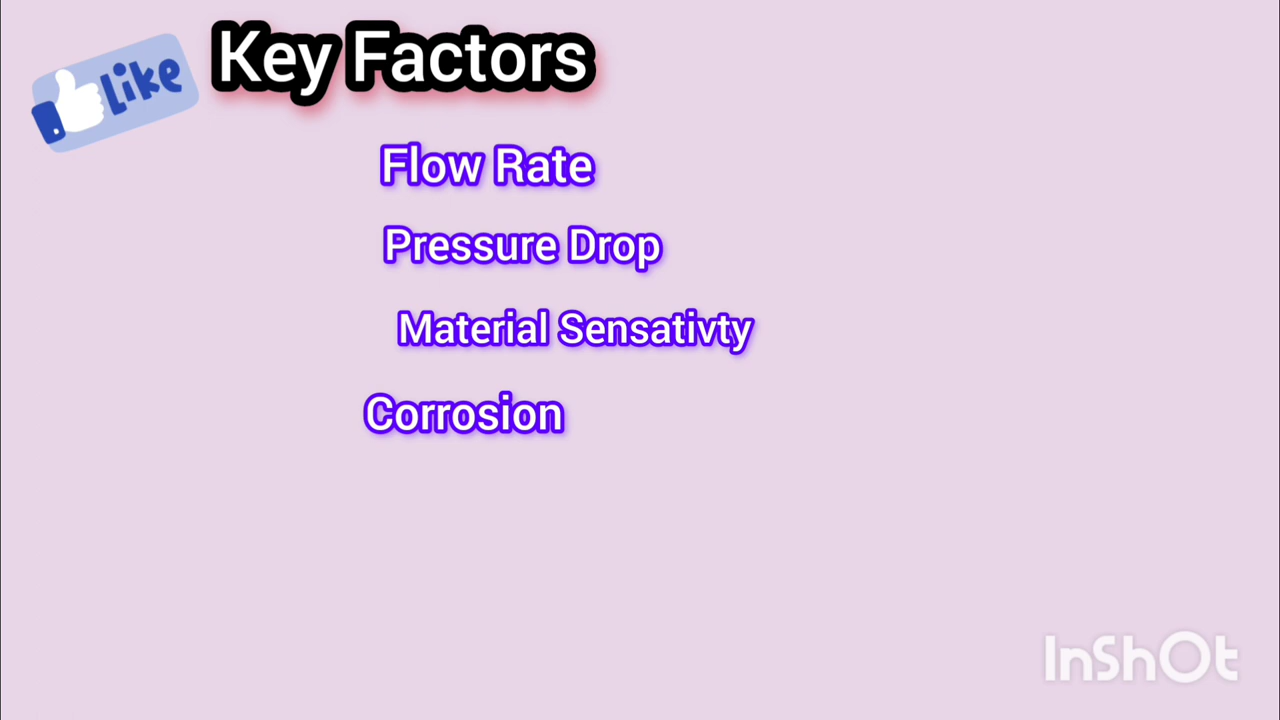 Like
Key Factors
Flow Rate
Pressure Drop
Material Sensativty
Corrosion
InShOt